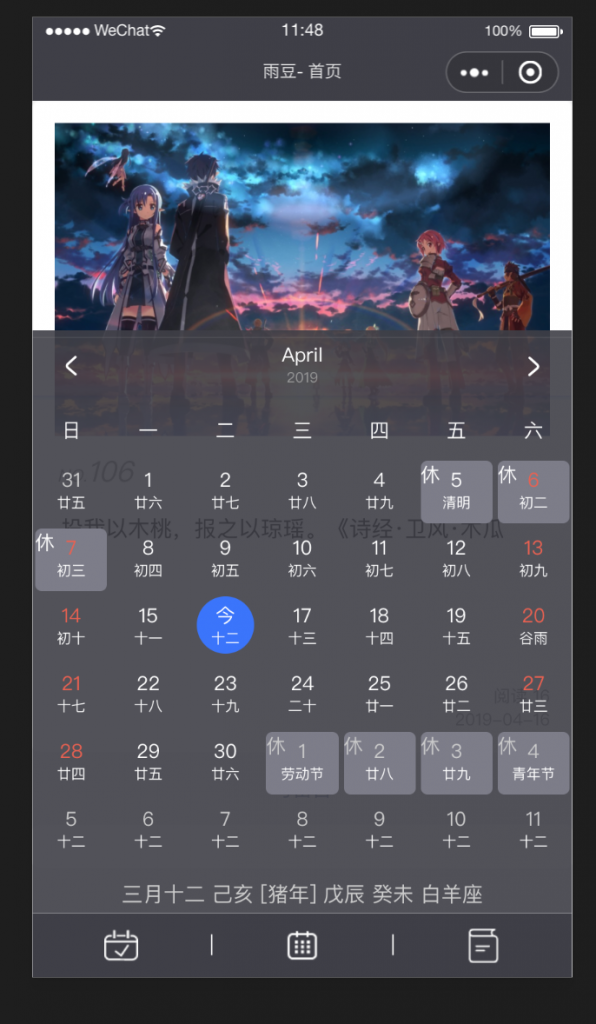 WeChat 11:48 100%
雨豆- 首页
April
2019
日 一 二 三 四 五 六
106
31 1 2 3 4 休 5 休 6
廿五 廿六 廿七 廿八 廿九 清明 初二
投我以木桃，报之以琼瑶。《诗经·卫风·木瓜
休 7 8 9 10 11 12 13
初三 初四 初五 初六 初七 初八 初九
14 15 今 17 18 19 20
初十 十一 十二 十三 十四 十五 谷雨
21 22 23 24 25 26 27
十七 十八 十九 二十 廿一 廿二 廿三
阅读 16
2019-04-16
28 29 30 休 1 休 2 休 3 休 4
廿四 廿五 廿六 劳动节 廿八 廿九 青年节
5 6 7 8 9 10 11
十二 十二 十二 十二 十二 十二 十二
三月十二 己亥 [猪年] 戊辰 癸未 白羊座